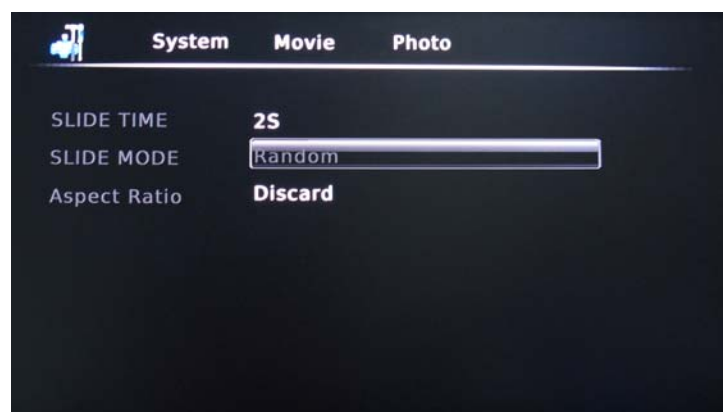 System Movie Photo
SLIDE TIME 2S
SLIDE MODE Random
Aspect Ratio Discard